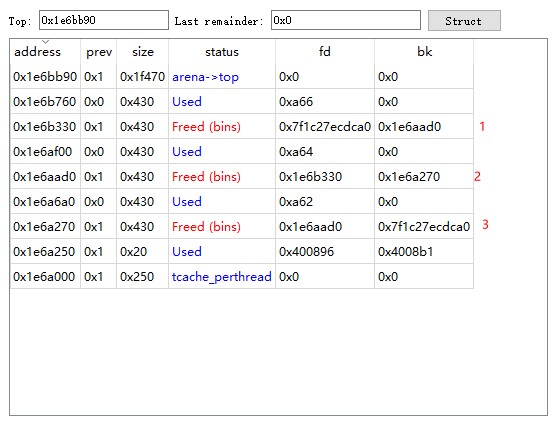 Top: 0x1e6bb90 Last remainder: 0x0 Struct
address prev size status fd bk
0x1e6bb90 0x1 0x1f470 arena->top 0x0 0x0
0x1e6b760 0x0 0x430 Used 0xa66 0x0
0x1e6b330 0x1 0x430 Freed (bins) 0x7f1c27ecdca0 0x1e6aad0 1
0x1e6af00 0x0 0x430 Used 0xa64 0x0
0x1e6aad0 0x1 0x430 Freed (bins) 0x1e6b330 0x1e6a270 2
0x1e6a6a0 0x0 0x430 Used 0xa62 0x0
0x1e6a270 0x1 0x430 Freed (bins) 0x1e6aad0 0x7f1c27ecdca0 3
0x1e6a250 0x1 0x20 Used 0x400896 0x4008b1
0x1e6a000 0x1 0x250 tcache_perthread 0x0 0x0